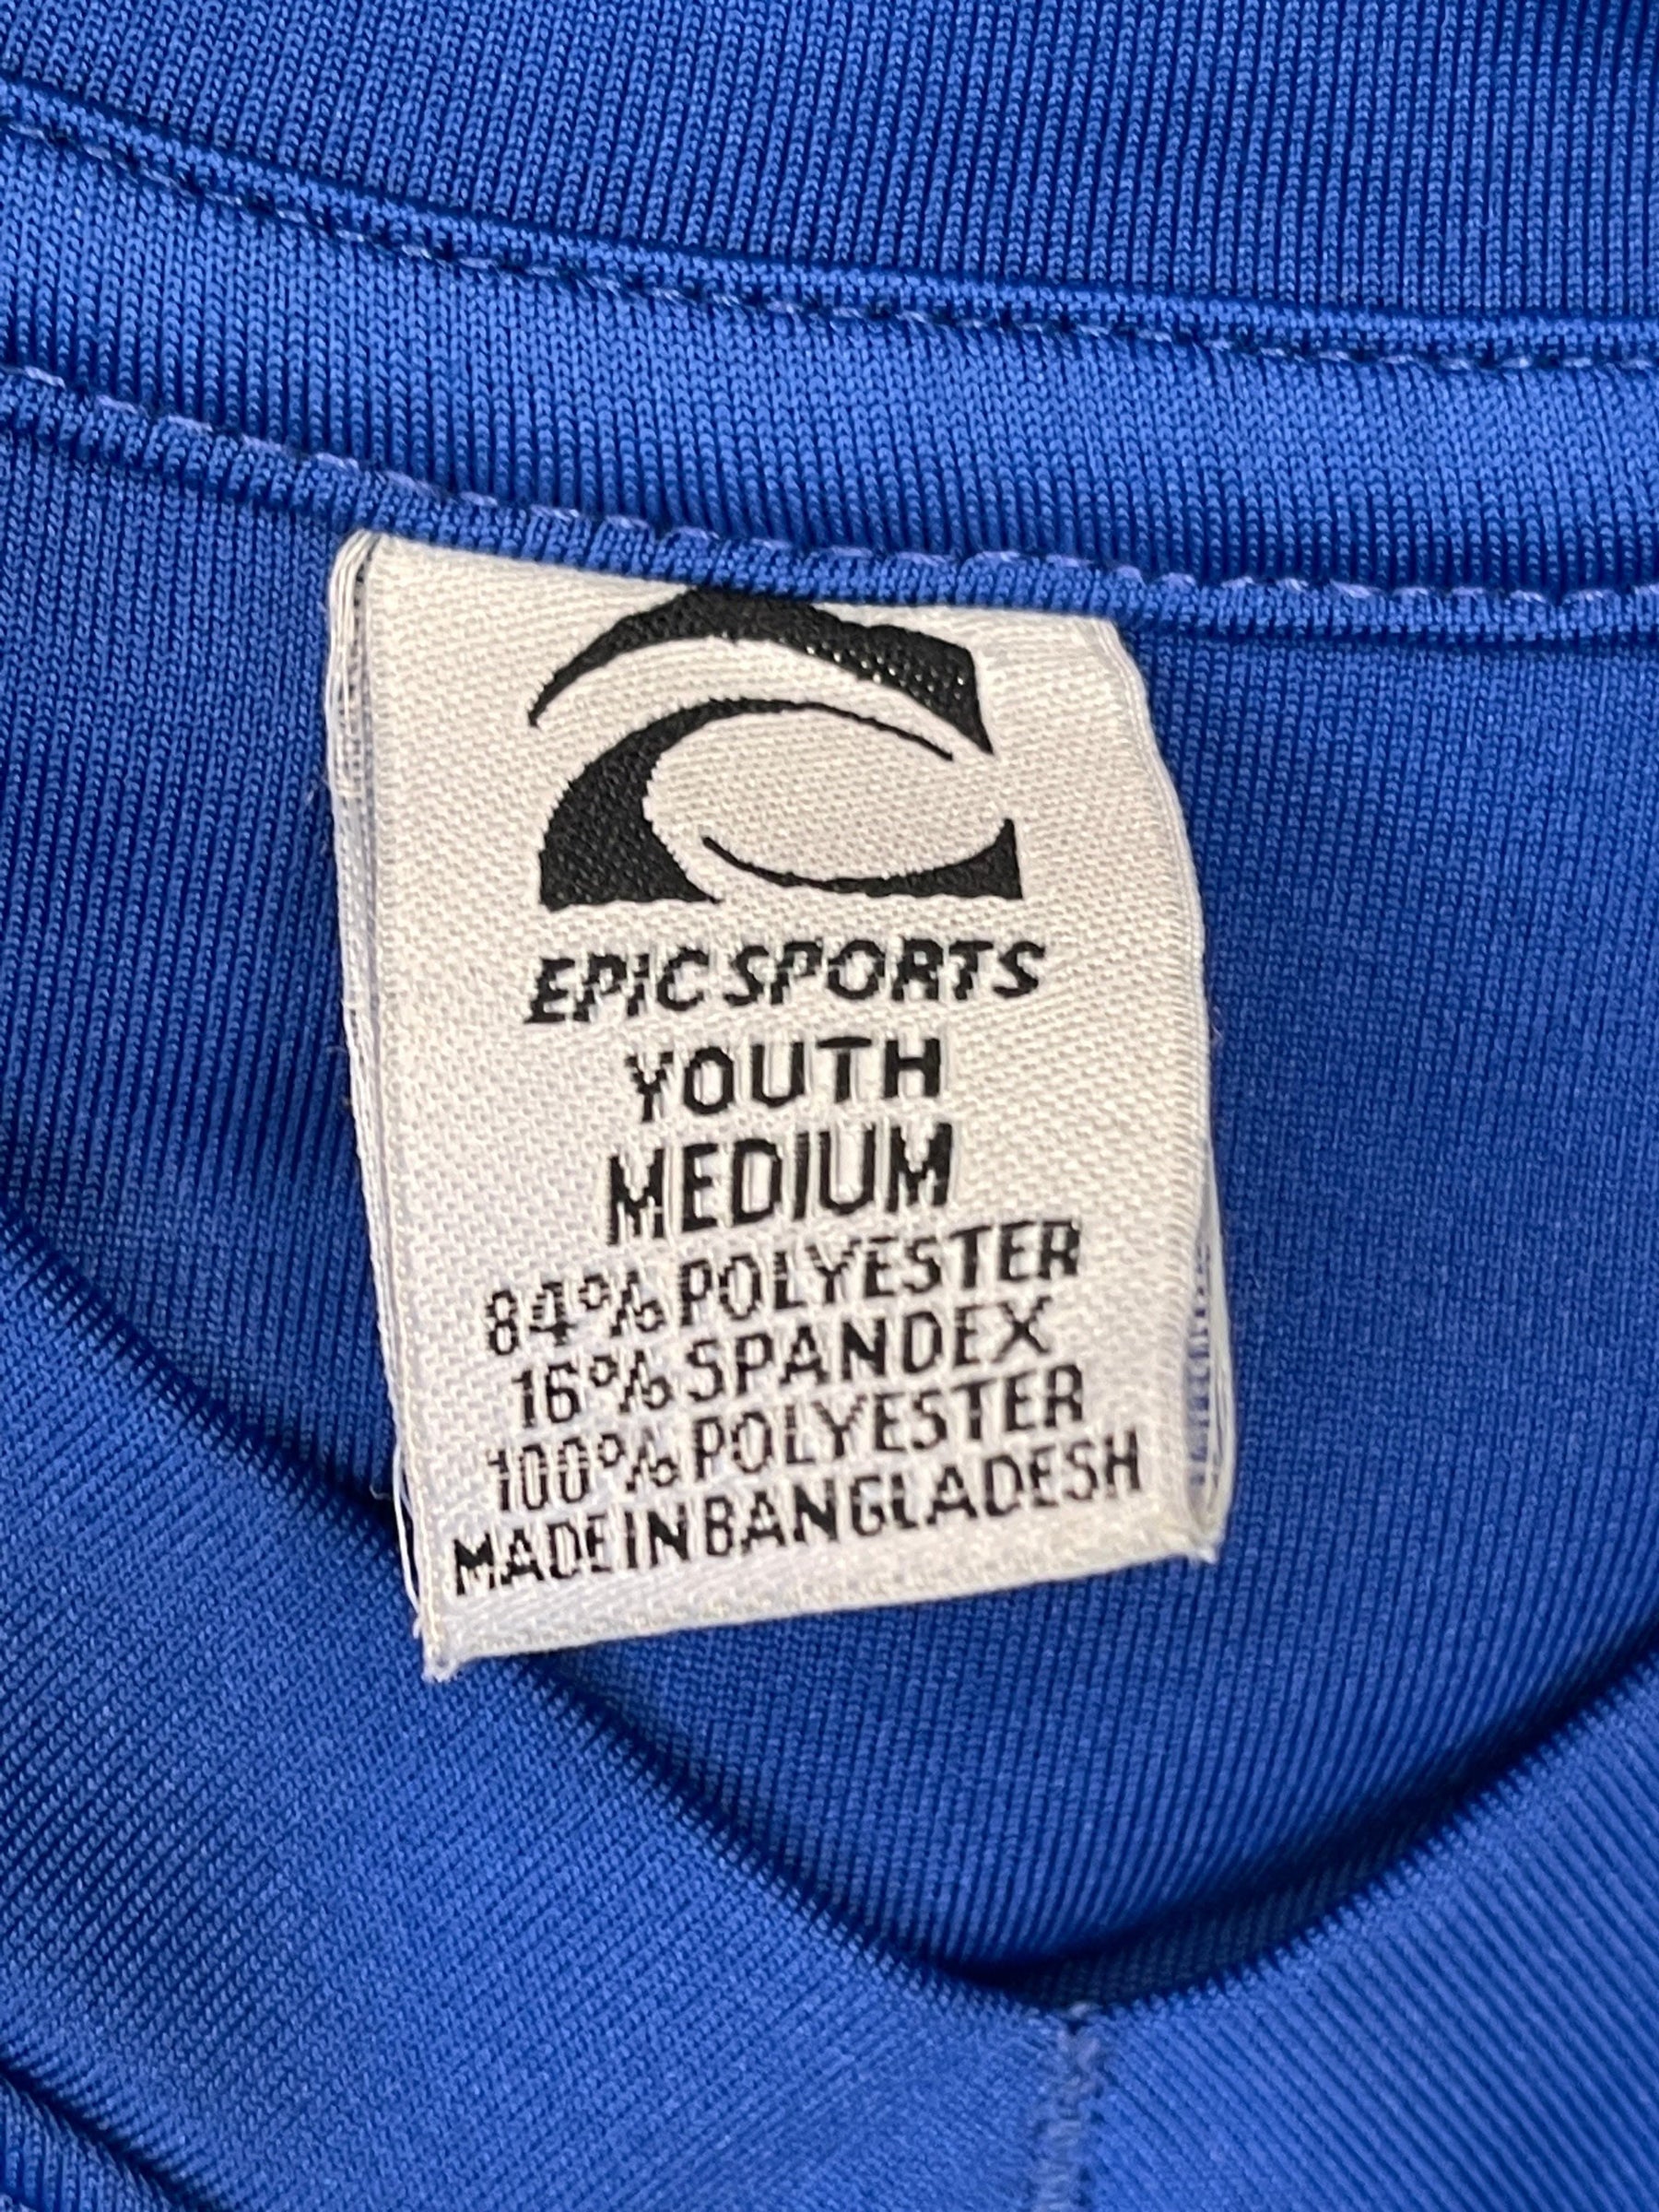 EPIC SPORTS
YOUTH
MEDIUM
84% POLYESTER
16% SPANDEX
100% POLYESTER
MADE IN BANGLADESH